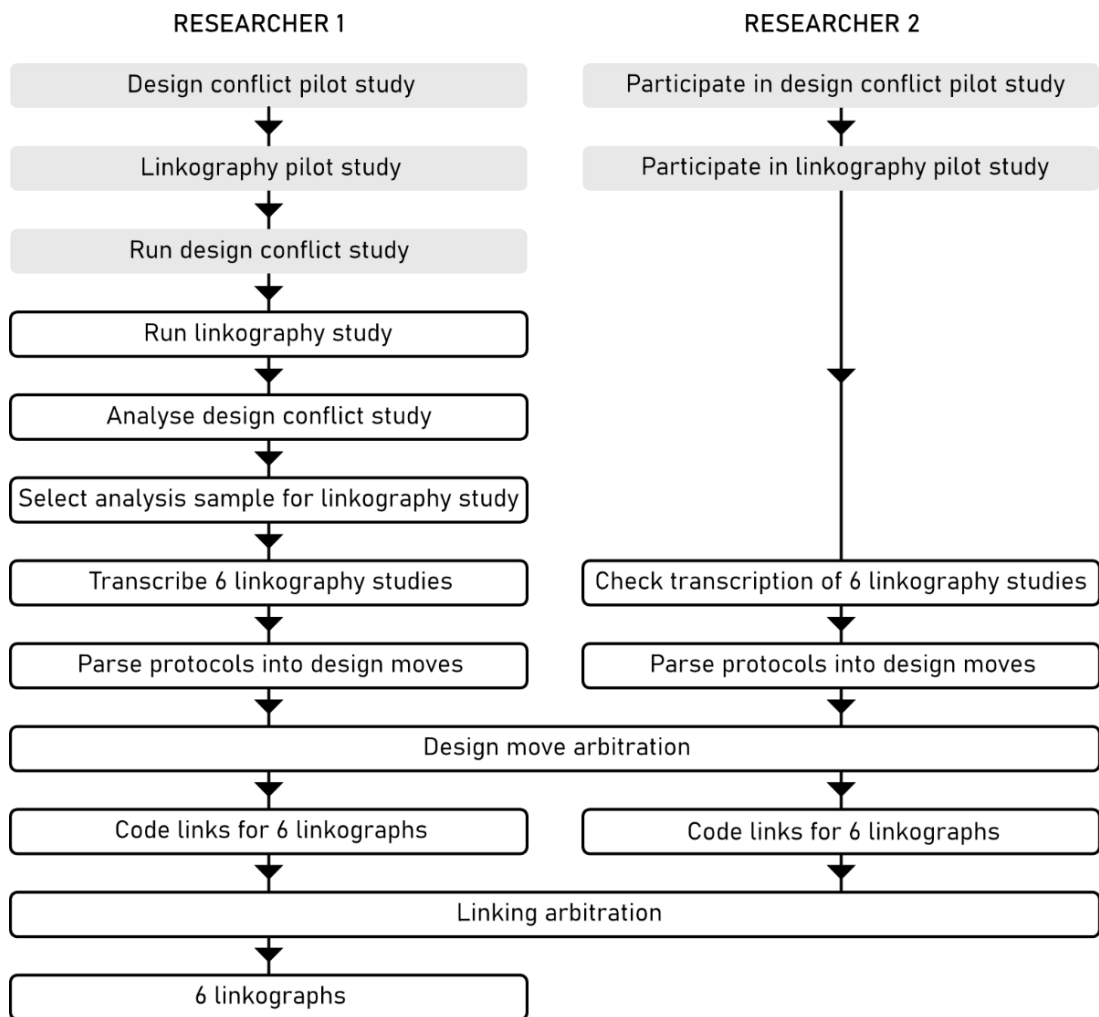 RESEARCHER 1
RESEARCHER 2
Design conflict pilot study
Participate in design conflict pilot study
Linkography pilot study
Participate in linkography pilot study
Run design conflict study
Run linkography study
Analyse design conflict study
Select analysis sample for linkography study
Transcribe 6 linkography studies
Check transcription of 6 linkography studies
Parse protocols into design moves
Parse protocols into design moves
Design move arbitration
Code links for 6 linkographs
Code links for 6 linkographs
Linking arbitration
6 linkographs